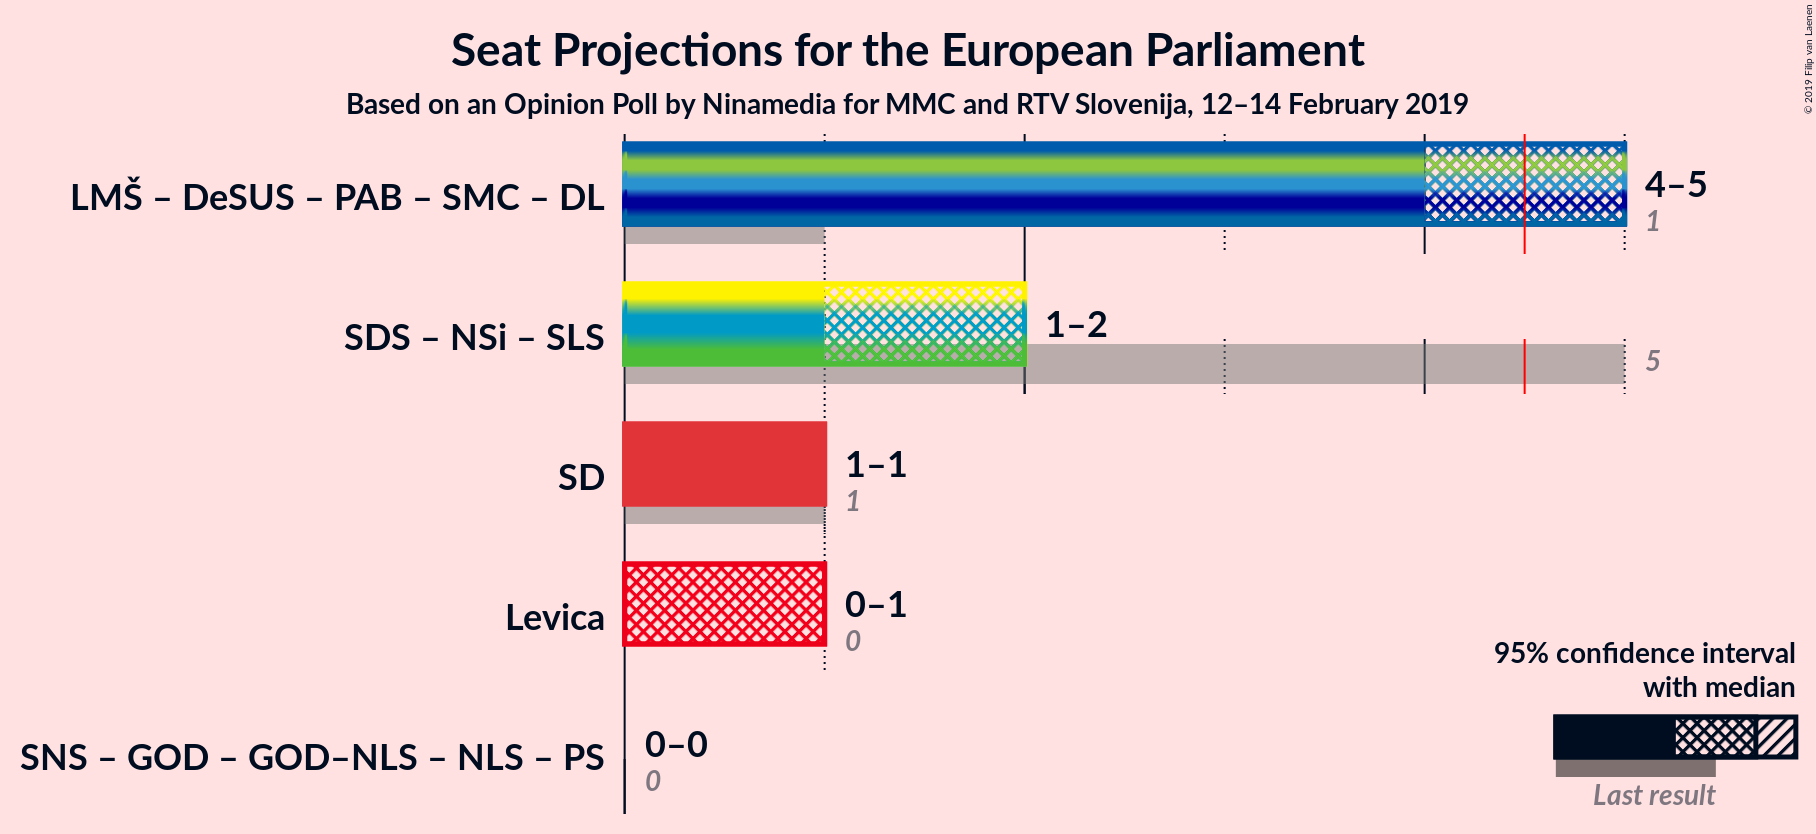 Seat Projections for the European Parliament
Based on an Opinion Poll by Ninamedia for MMC and RTV Slovenija, 12–14 February 2019
© 2019 Filip van Laenen
LMŠ – DeSUS – PAB – SMC – DL
4–5
1
SDS – NSi – SLS
1–2
5
SD
1–1
1
Levica
0–1
0
SNS – GOD – GOD–NLS – NLS – PS
0–0
0
95% confidence interval
with median
Last result